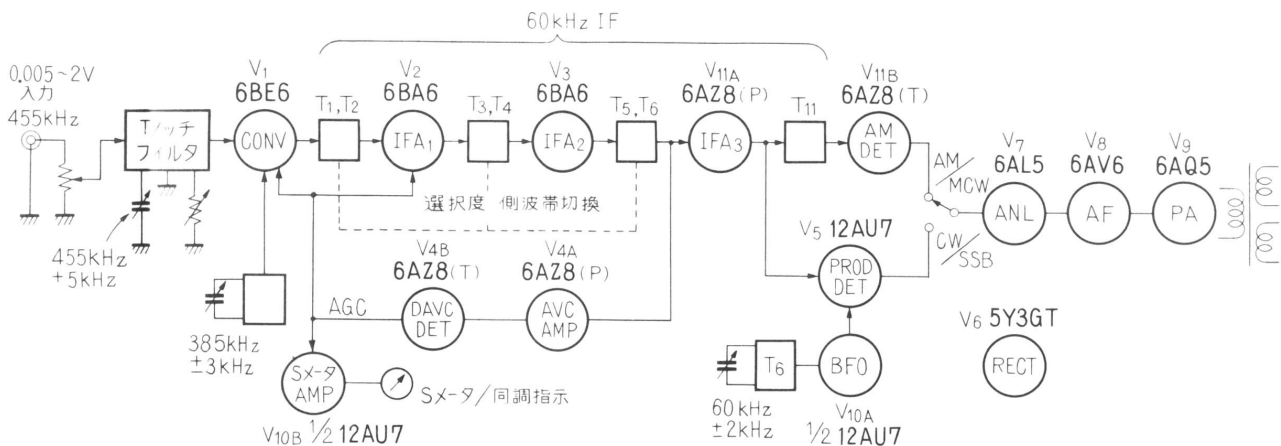 60kHz IF
0.005~2V
入力
455kHz
Tノッチ
フィルタ
455kHz
±5kHz
V1
6BE6
CONV
T1,T2
V2
6BA6
IFA1
T3,T4
V3
6BA6
IFA2
T5,T6
V11A
6AZ8(P)
IFA3
T11
V11B
6AZ8(T)
AM
DET
AM/
MCW
CW/
SSB
V7
6AL5
ANL
V8
6AV6
AF
V9
6AQ5
PA
選択度 側波帯切換
385kHz
±3kHz
AGC
V4B
6AZ8(T)
DAVC
DET
V4A
6AZ8(P)
AVC
AMP
V5 12AU7
PROD
DET
Sメータ
AMP
Sメータ/同調指示
V10B 1/2 12AU7
60kHz
±2kHz
T6
BFO
V10A
1/2 12AU7
V6 5Y3GT
RECT